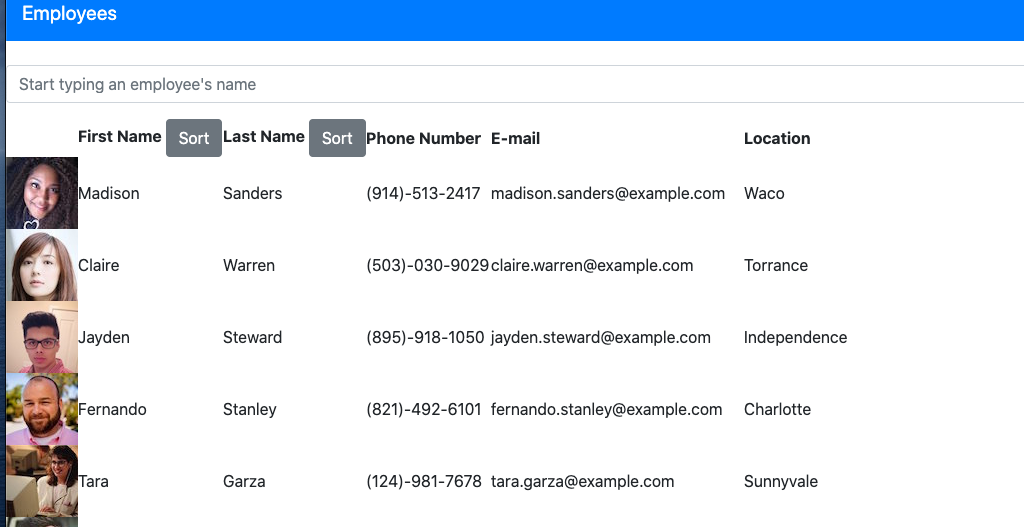 Employees
Start typing an employee's name
First Name Sort Last Name Sort Phone Number E-mail Location
Madison Sanders (914)-513-2417 madison.sanders@example.com Waco
Claire Warren (503)-030-9029 claire.warren@example.com Torrance
Jayden Steward (895)-918-1050 jayden.steward@example.com Independence
Fernando Stanley (821)-492-6101 fernando.stanley@example.com Charlotte
Tara Garza (124)-981-7678 tara.garza@example.com Sunnyvale